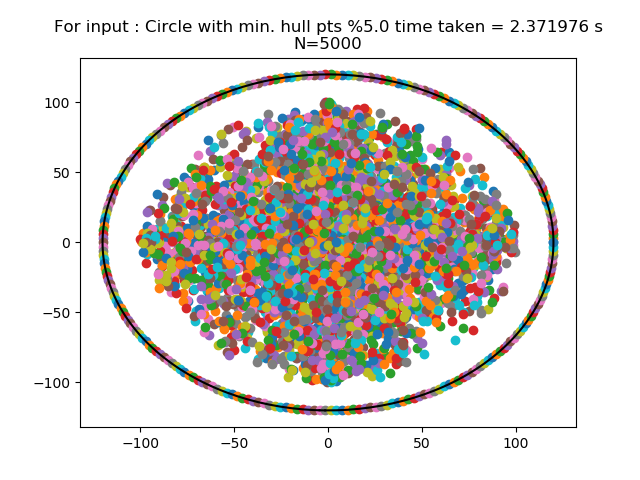 For input : Circle with min. hull pts %5.0 time taken = 2.371976 s
N=5000
100
50
0
−50
−100
−100 −50 0 50 100